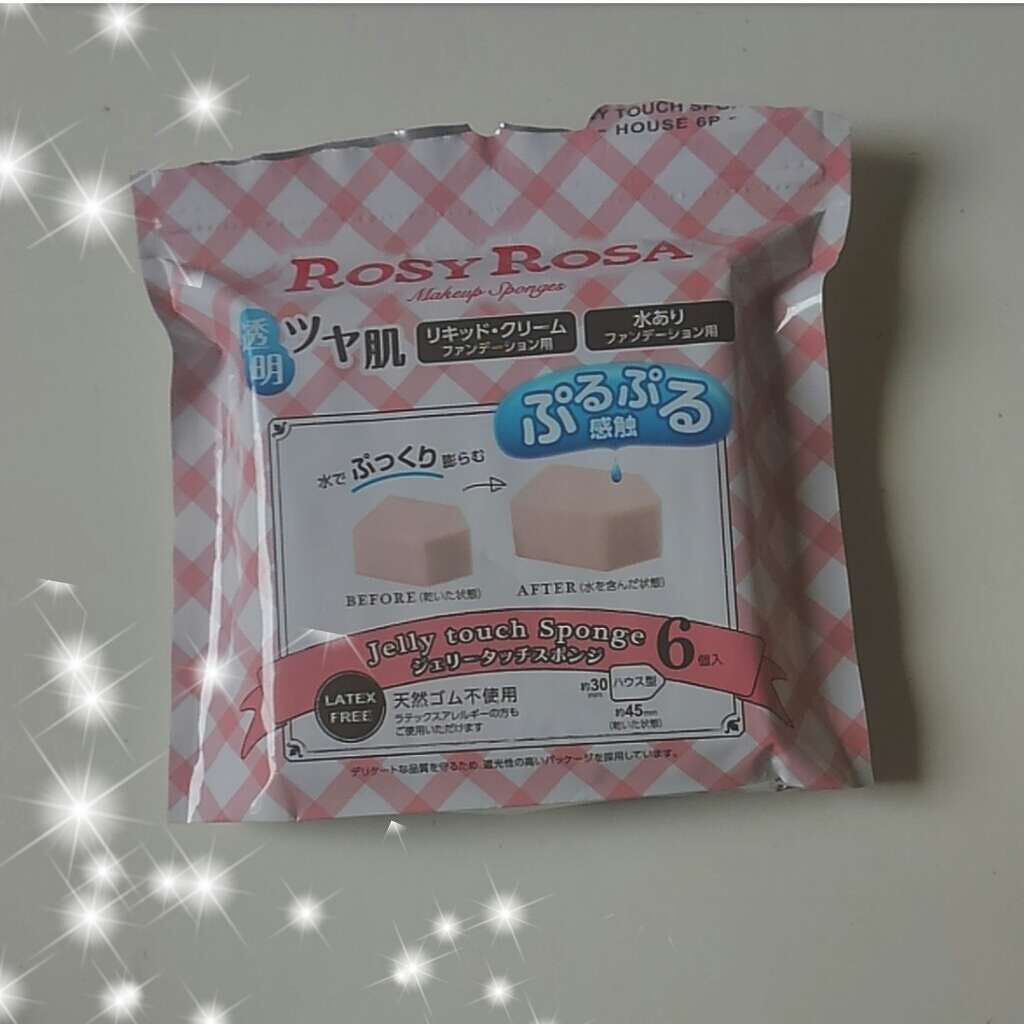 TOUCH
HOUSE 6P
ROSY ROSA
Makeup Sponges
透明
ツヤ肌
リキッド・クリーム
ファンデーション用
水あり
ファンデーション用
ぷるぷる
感触
水でぷっくり膨らむ
BEFORE(乾いた状態)
AFTER(水を含んだ状態)
Jelly touch Sponge
ジェリータッチスポンジ
6個入
LATEX
FREE
天然ゴム不使用
ラテックスアレルギーの方も
ご使用いただけます
約30mm
ハウス型
約45mm
(乾いた状態)
デリケートな品質を守るため、遮光性の高いパッケージを採用しています。